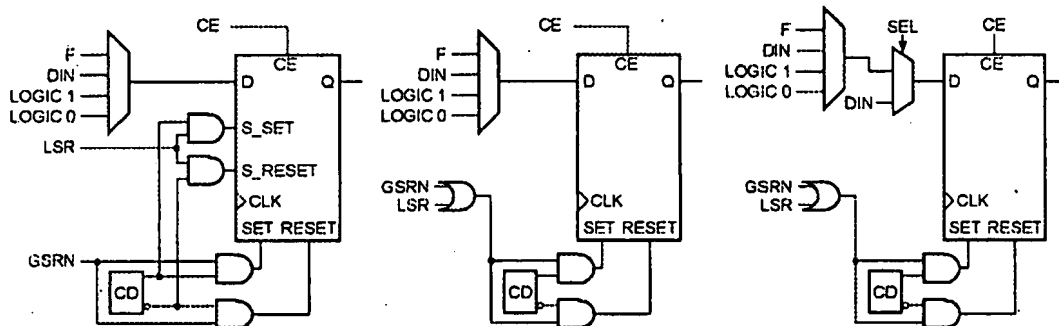 CE
F
DIN
LOGIC 1
LOGIC 0
CE
D
Q
S_SET
S_RESET
LSR
CLK
SET RESET
GSRN
CD
CE
F
DIN
LOGIC 1
LOGIC 0
CE
D
Q
GSRN
LSR
CLK
SET RESET
CD
CE
SEL
F
DIN
LOGIC 1
LOGIC 0
DIN
CE
D
Q
GSRN
LSR
CLK
SET RESET
CD